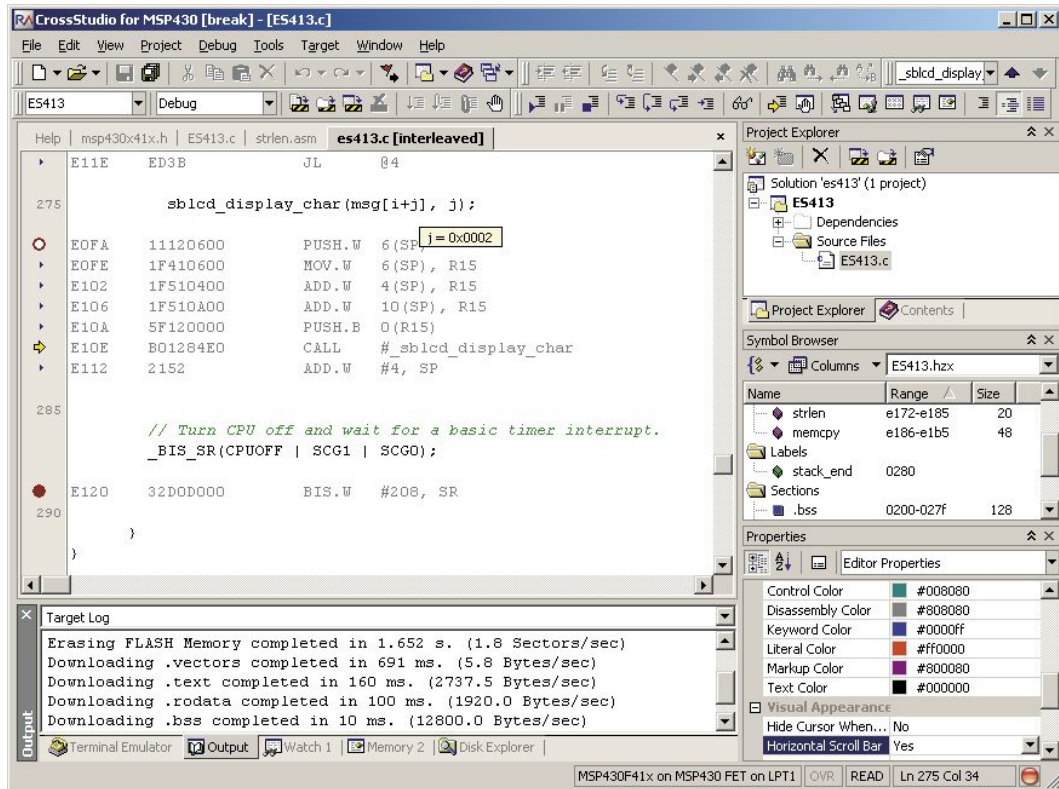 CrossStudio for MSP430 [break] - [ES413.c]
File Edit View Project Debug Tools Target Window Help
_sblcd_display
ES413 Debug
Help | msp430x41x.h | ES413.c | strlen.asm es413.c [interleaved]
E11E ED3B JL @4
275 sblcd_display_char(msg[i+j], j);
j = 0x0002
E0FA 11120600 PUSH.W 6(SP)
E0FE 1F410600 MOV.W 6(SP), R15
E102 1F510400 ADD.W 4(SP), R15
E106 1F510A00 ADD.W 10(SP), R15
E10A 5F120000 PUSH.B 0(R15)
E10E B01284E0 CALL #_sblcd_display_char
E112 2152 ADD.W #4, SP
285
// Turn CPU off and wait for a basic timer interrupt.
_BIS_SR(CPUOFF | SCG1 | SCG0);
E120 32D0D000 BIS.W #208, SR
290
}
}
Project Explorer
Solution 'es413' (1 project)
ES413
Dependencies
Source Files
ES413.c
Project Explorer Contents
Symbol Browser
Columns ES413.hzx
Name Range Size
strlen e172-e185 20
memcpy e186-e1b5 48
Labels
stack_end 0280
Sections
.bss 0200-027f 128
Properties
Editor Properties
Control Color #008080
Disassembly Color #808080
Keyword Color #0000ff
Literal Color #ff0000
Markup Color #800080
Text Color #000000
Visual Appearance
Hide Cursor When... No
Horizontal Scroll Bar Yes
Output
Target Log
Erasing FLASH Memory completed in 1.652 s. (1.8 Sectors/sec)
Downloading .vectors completed in 691 ms. (5.8 Bytes/sec)
Downloading .text completed in 160 ms. (2737.5 Bytes/sec)
Downloading .rodata completed in 100 ms. (1920.0 Bytes/sec)
Downloading .bss completed in 10 ms. (12800.0 Bytes/sec)
Terminal Emulator Output Watch 1 Memory 2 Disk Explorer
MSP430F41x on MSP430 FET on LPT1 OVR READ Ln 275 Col 34